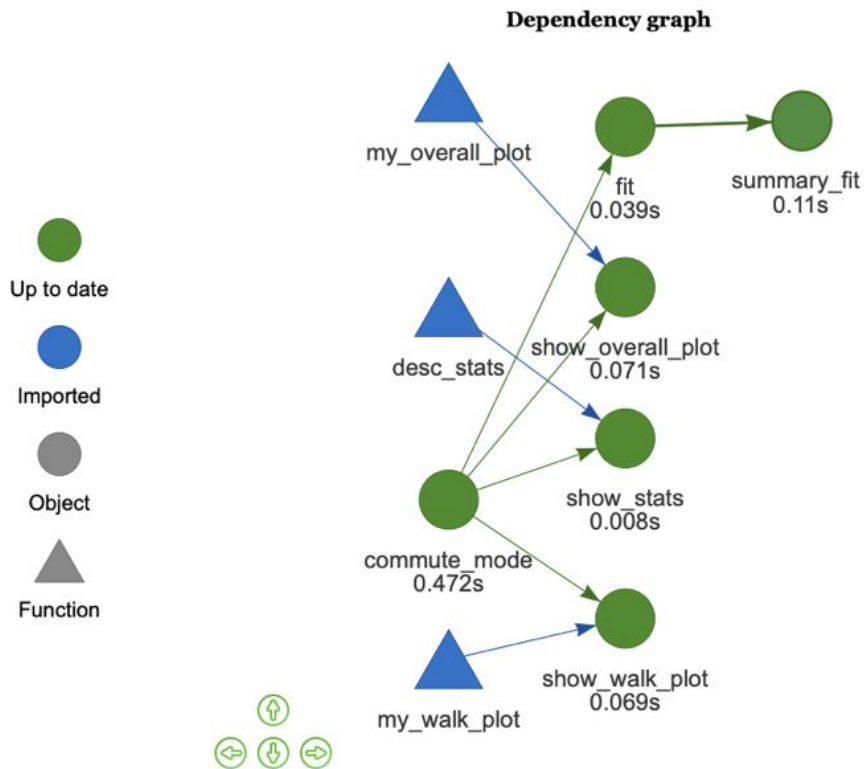 Dependency graph
Up to date
Imported
Object
Function
my_overall_plot
fit
0.039s
summary_fit
0.11s
desc_stats
show_overall_plot
0.071s
show_stats
0.008s
commute_mode
0.472s
my_walk_plot
show_walk_plot
0.069s